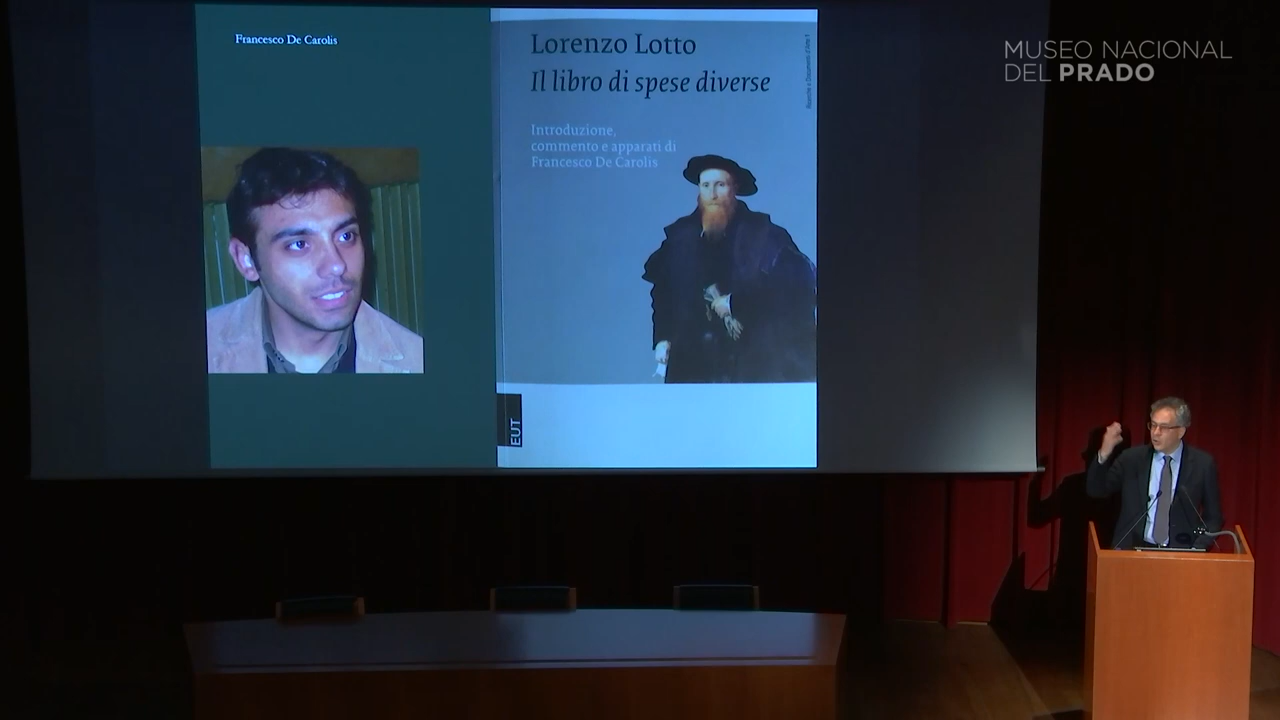 Francesco De Carolis
Lorenzo Lotto
Il libro di spese diverse
Introduzione,
commento e apparati di
Francesco De Carolis
EUT
MUSEO NACIONAL
DEL PRADO